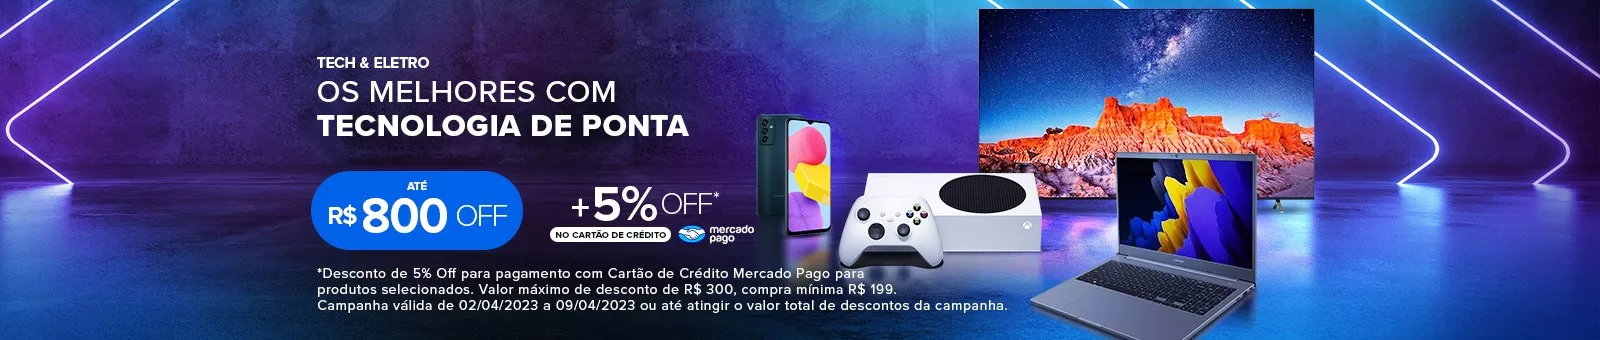 TECH & ELETRO
OS MELHORES COM
TECNOLOGIA DE PONTA
ATÉ
R$ 800 OFF
+5% OFF*
NO CARTÃO DE CRÉDITO
mercado
pago
*Desconto de 5% Off para pagamento com Cartão de Crédito Mercado Pago para
produtos selecionados. Valor máximo de desconto de R$ 300, compra mínima R$ 199.
Campanha válida de 02/04/2023 a 09/04/2023 ou até atingir o valor total de descontos da campanha.